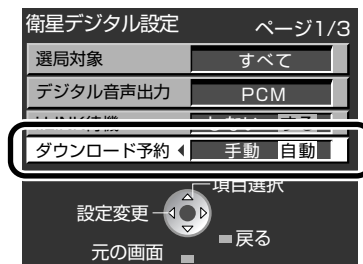 衛星デジタル設定 ページ1/3
選局対象 すべて
デジタル音声出力 PCM
ダウンロード予約 手動 自動
項目選択
設定変更
戻る
元の画面